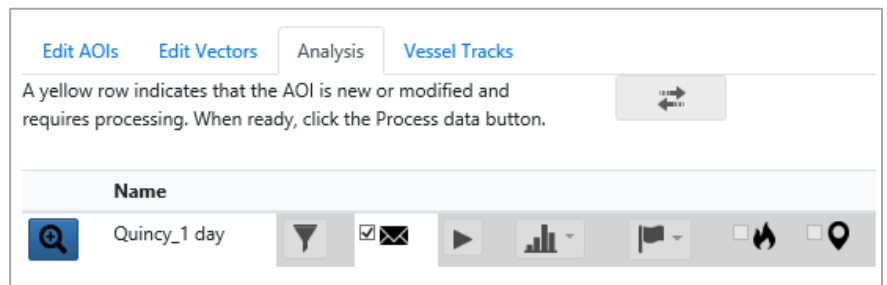 Edit AOIs Edit Vectors Analysis Vessel Tracks
A yellow row indicates that the AOI is new or modified and
requires processing. When ready, click the Process data button.
Name
Quincy_1 day